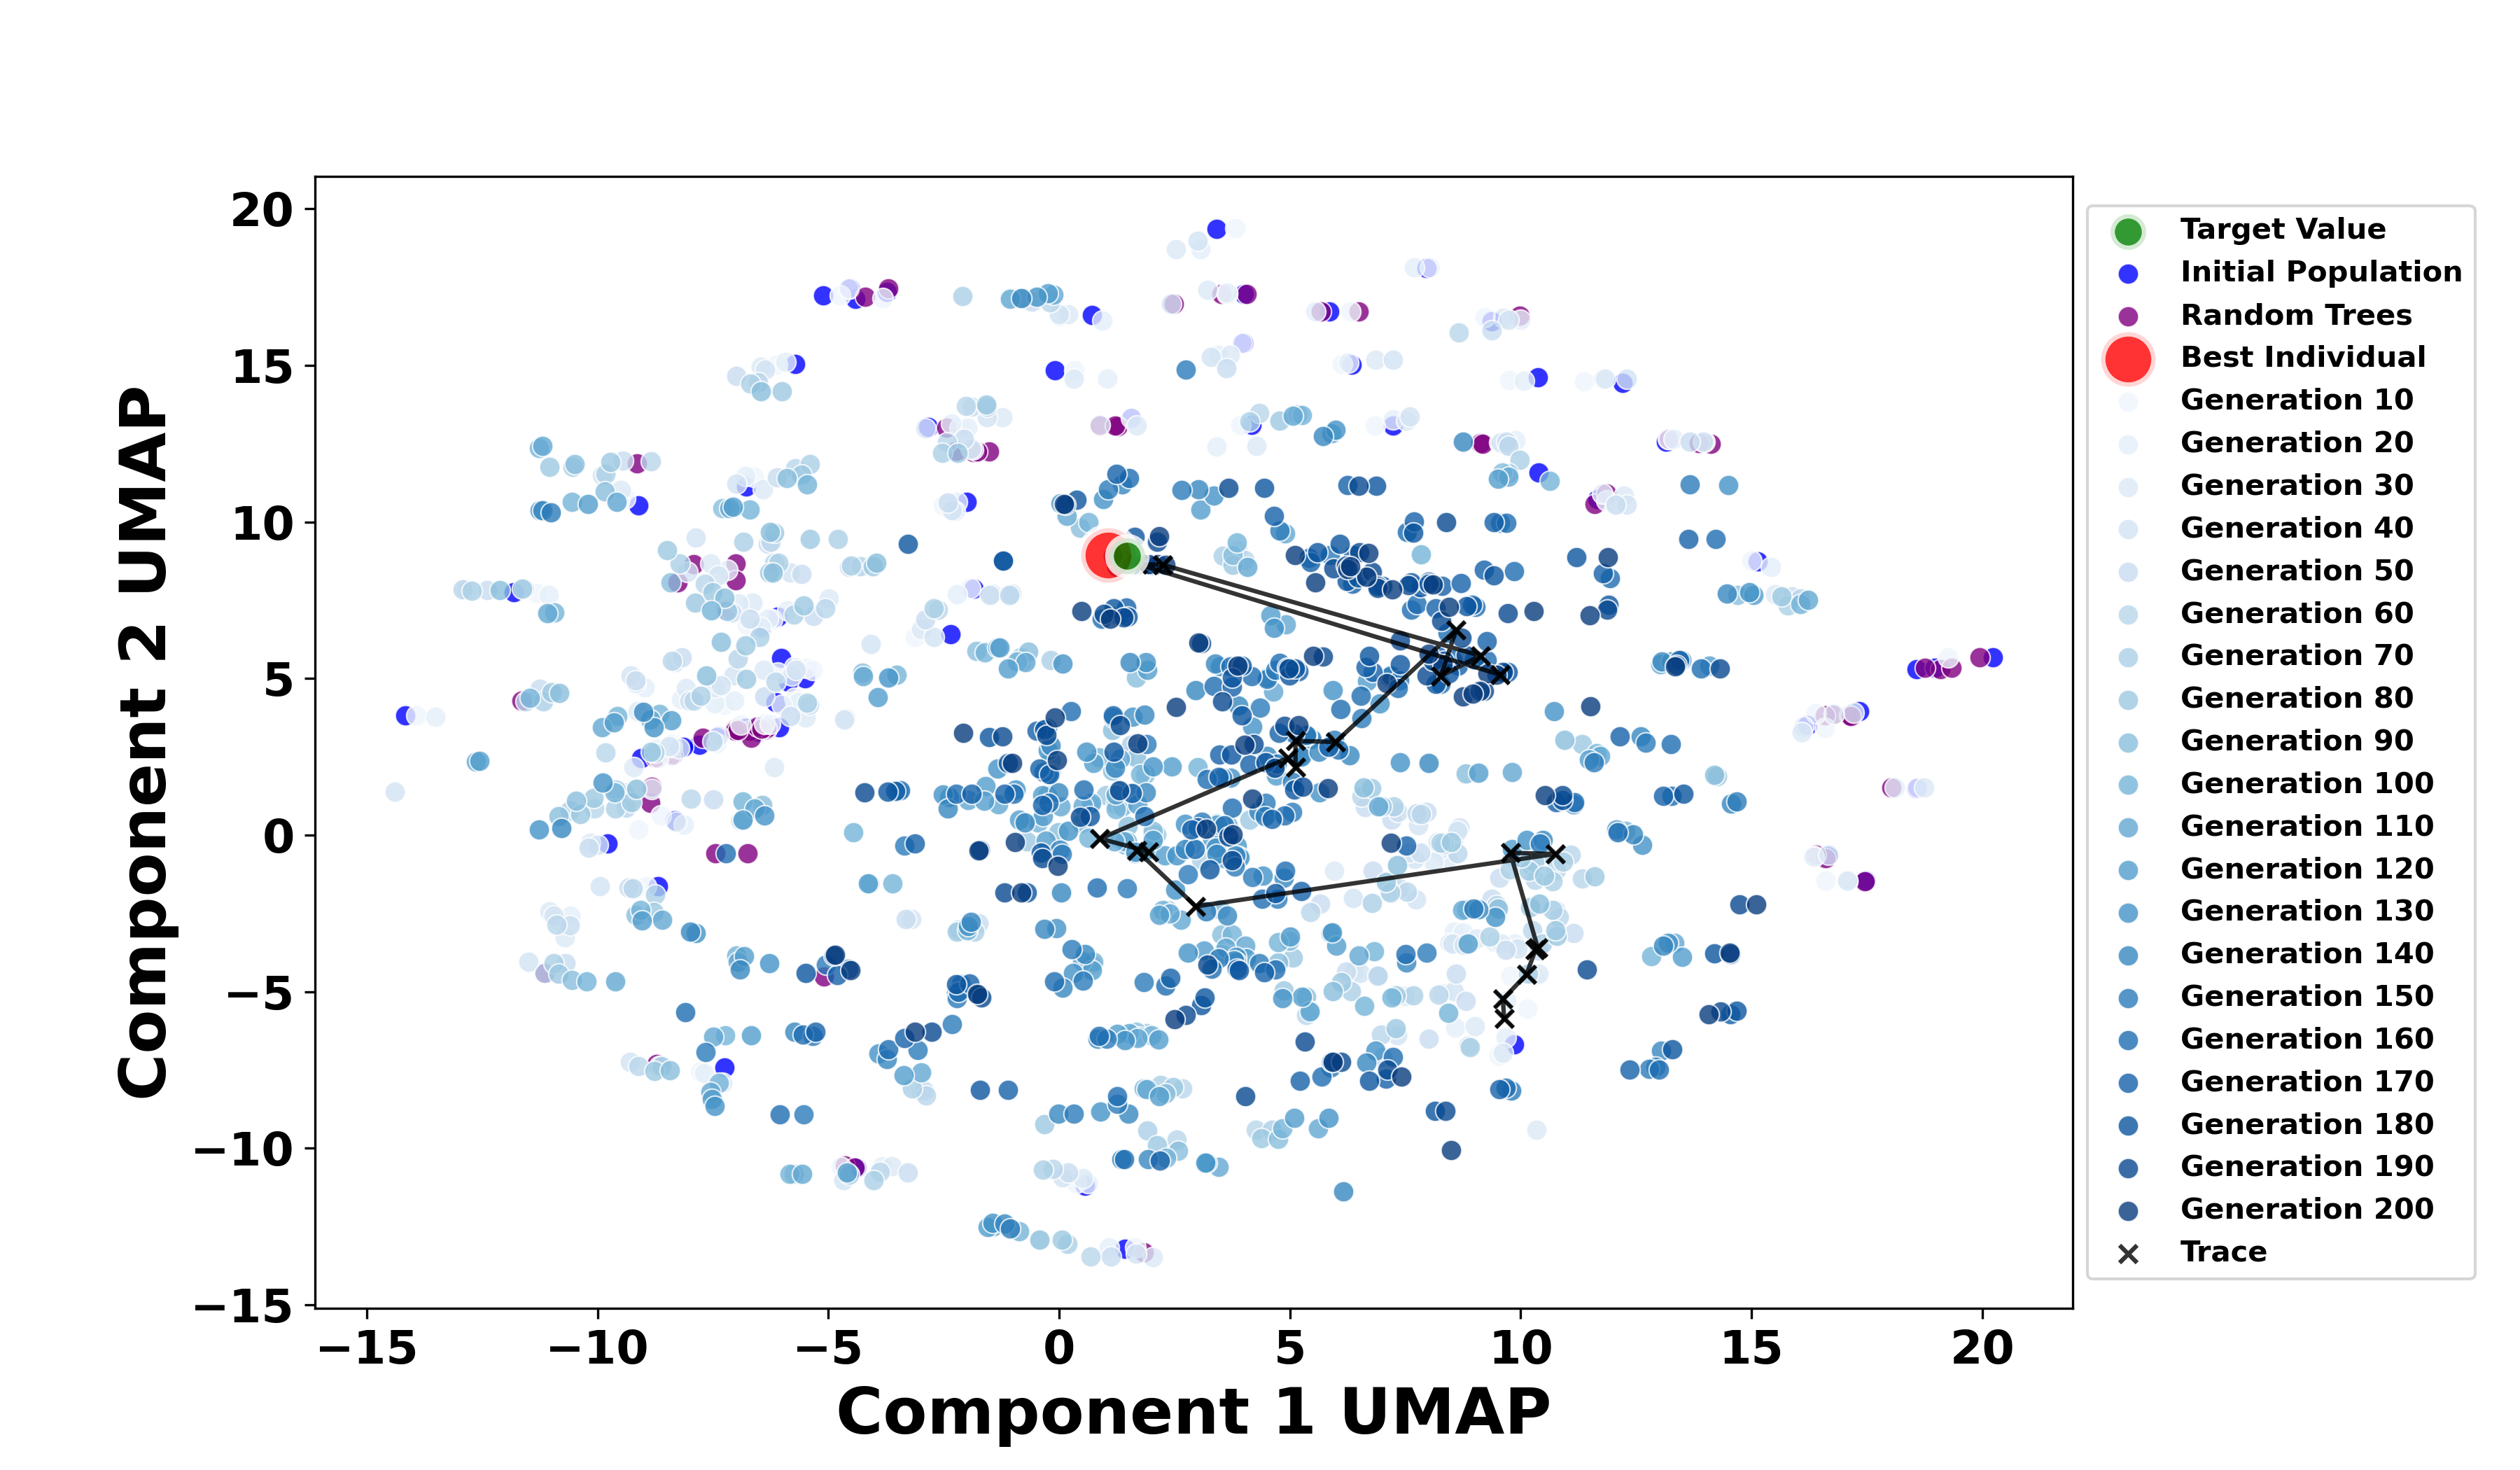 20
15
10
5
0
−5
−10
−15
Component 2 UMAP
−15
−10
−5
0
5
10
15
20
Component 1 UMAP
Target Value
Initial Population
Random Trees
Best Individual
Generation 10
Generation 20
Generation 30
Generation 40
Generation 50
Generation 60
Generation 70
Generation 80
Generation 90
Generation 100
Generation 110
Generation 120
Generation 130
Generation 140
Generation 150
Generation 160
Generation 170
Generation 180
Generation 190
Generation 200
Trace